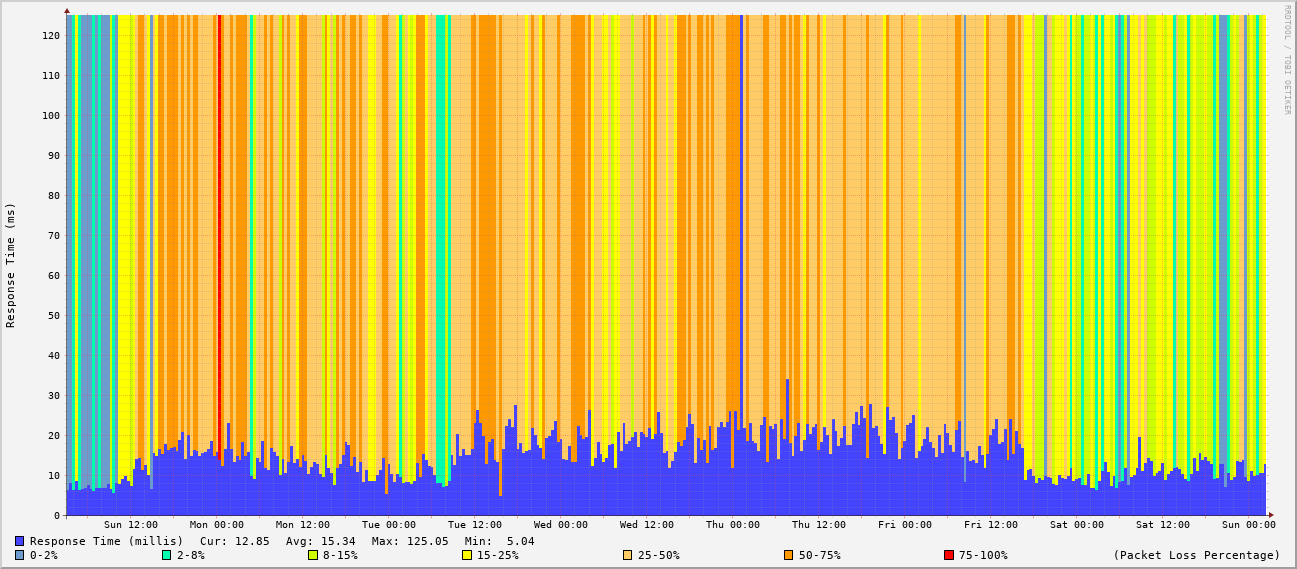 RRDTOOL / TOBI OETIKER
Response Time (ms)
120
110
100
90
80
70
60
50
40
30
20
10
0
Sun 12:00 Mon 00:00 Mon 12:00 Tue 00:00 Tue 12:00 Wed 00:00 Wed 12:00 Thu 00:00 Thu 12:00 Fri 00:00 Fri 12:00 Sat 00:00 Sat 12:00 Sun 00:00
Response Time (millis) Cur: 12.85 Avg: 15.34 Max: 125.05 Min: 5.04
0-2% 2-8% 8-15% 15-25% 25-50% 50-75% 75-100% (Packet Loss Percentage)